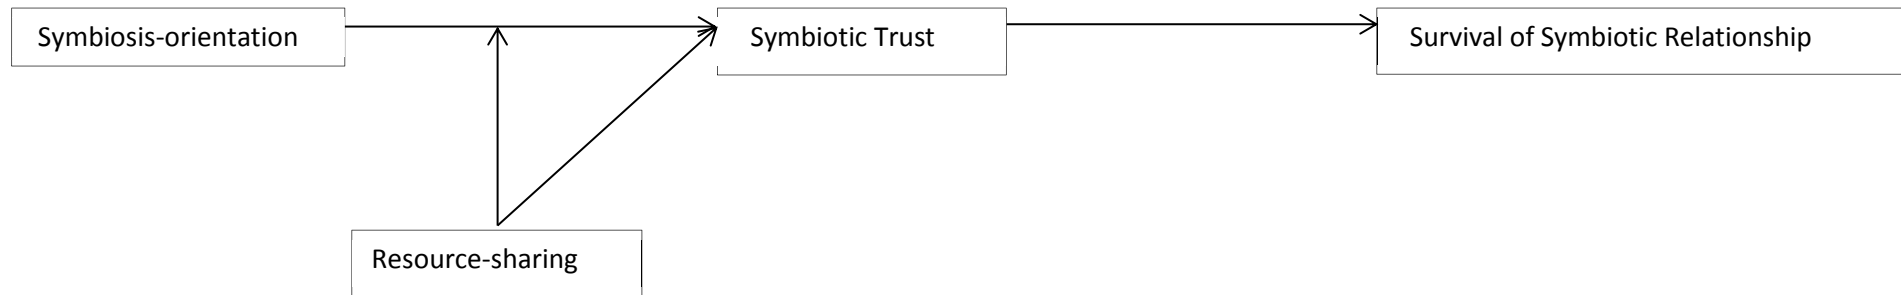 Symbiosis-orientation
Symbiotic Trust
Survival of Symbiotic Relationship
Resource-sharing